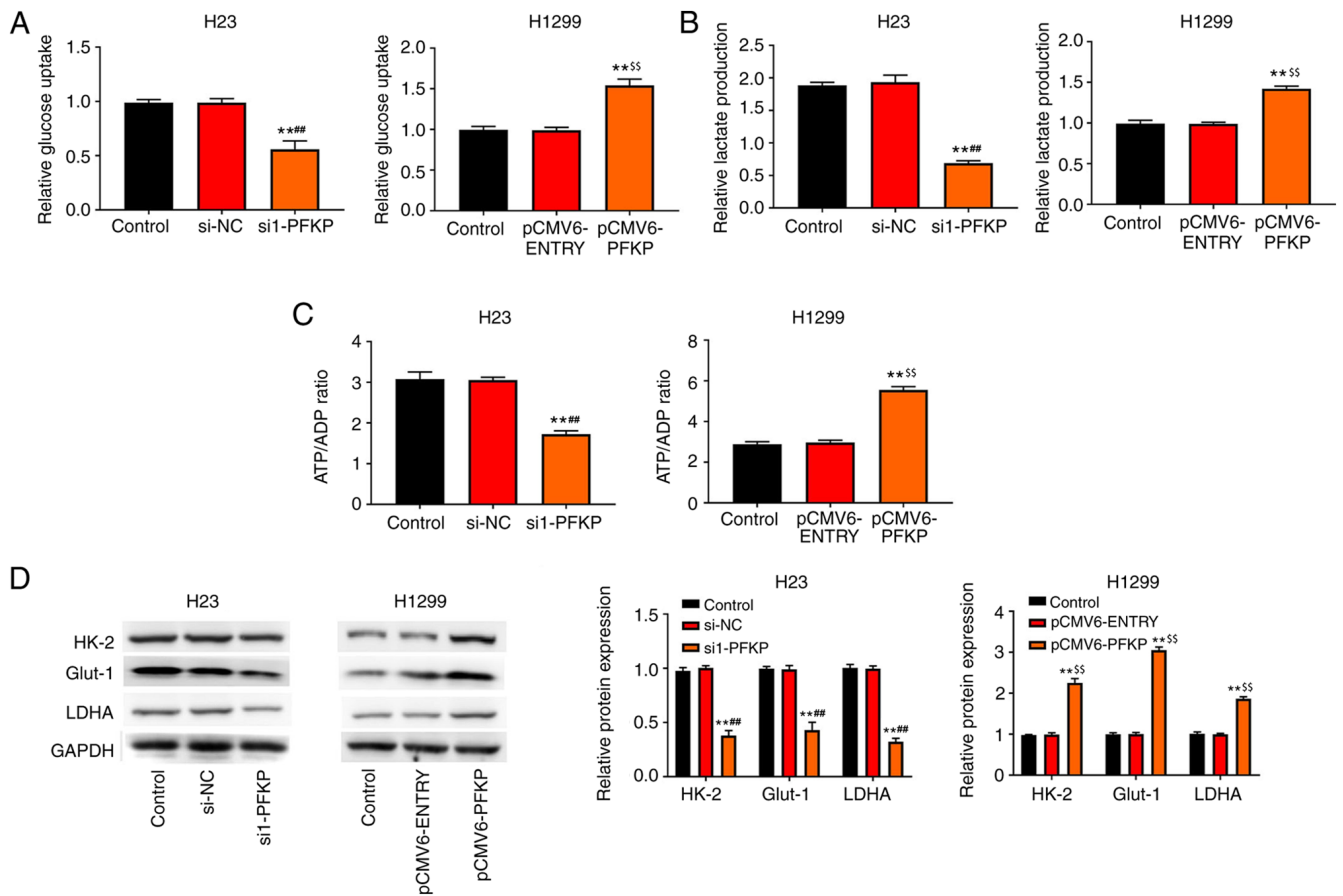 A
H23
Relative glucose uptake
1.5
1.0
0.5
0.0
**##
Control
si-NC
si1-PFKP
H1299
Relative glucose uptake
2.0
1.5
1.0
0.5
0.0
**$$
Control
pCMV6-
ENTRY
pCMV6-
PFKP
B
H23
Relative lactate production
2.5
2.0
1.5
1.0
0.5
0.0
**##
Control
si-NC
si1-PFKP
H1299
Relative lactate production
2.0
1.5
1.0
0.5
0.0
**$$
Control
pCMV6-
ENTRY
pCMV6-
PFKP
C
H23
ATP/ADP ratio
4
3
2
1
0
**##
Control
si-NC
si1-PFKP
H1299
ATP/ADP ratio
8
6
4
2
0
**$$
Control
pCMV6-
ENTRY
pCMV6-
PFKP
D
H23
H1299
HK-2
Glut-1
LDHA
GAPDH
Control
si-NC
si1-PFKP
Control
pCMV6-ENTRY
pCMV6-PFKP
H23
Relative protein expression
1.5
1.0
0.5
0.0
Control
si-NC
si1-PFKP
**##
**##
**##
HK-2
Glut-1
LDHA
H1299
Relative protein expression
4
3
2
1
0
Control
pCMV6-ENTRY
pCMV6-PFKP
**$$
**$$
**$$
HK-2
Glut-1
LDHA